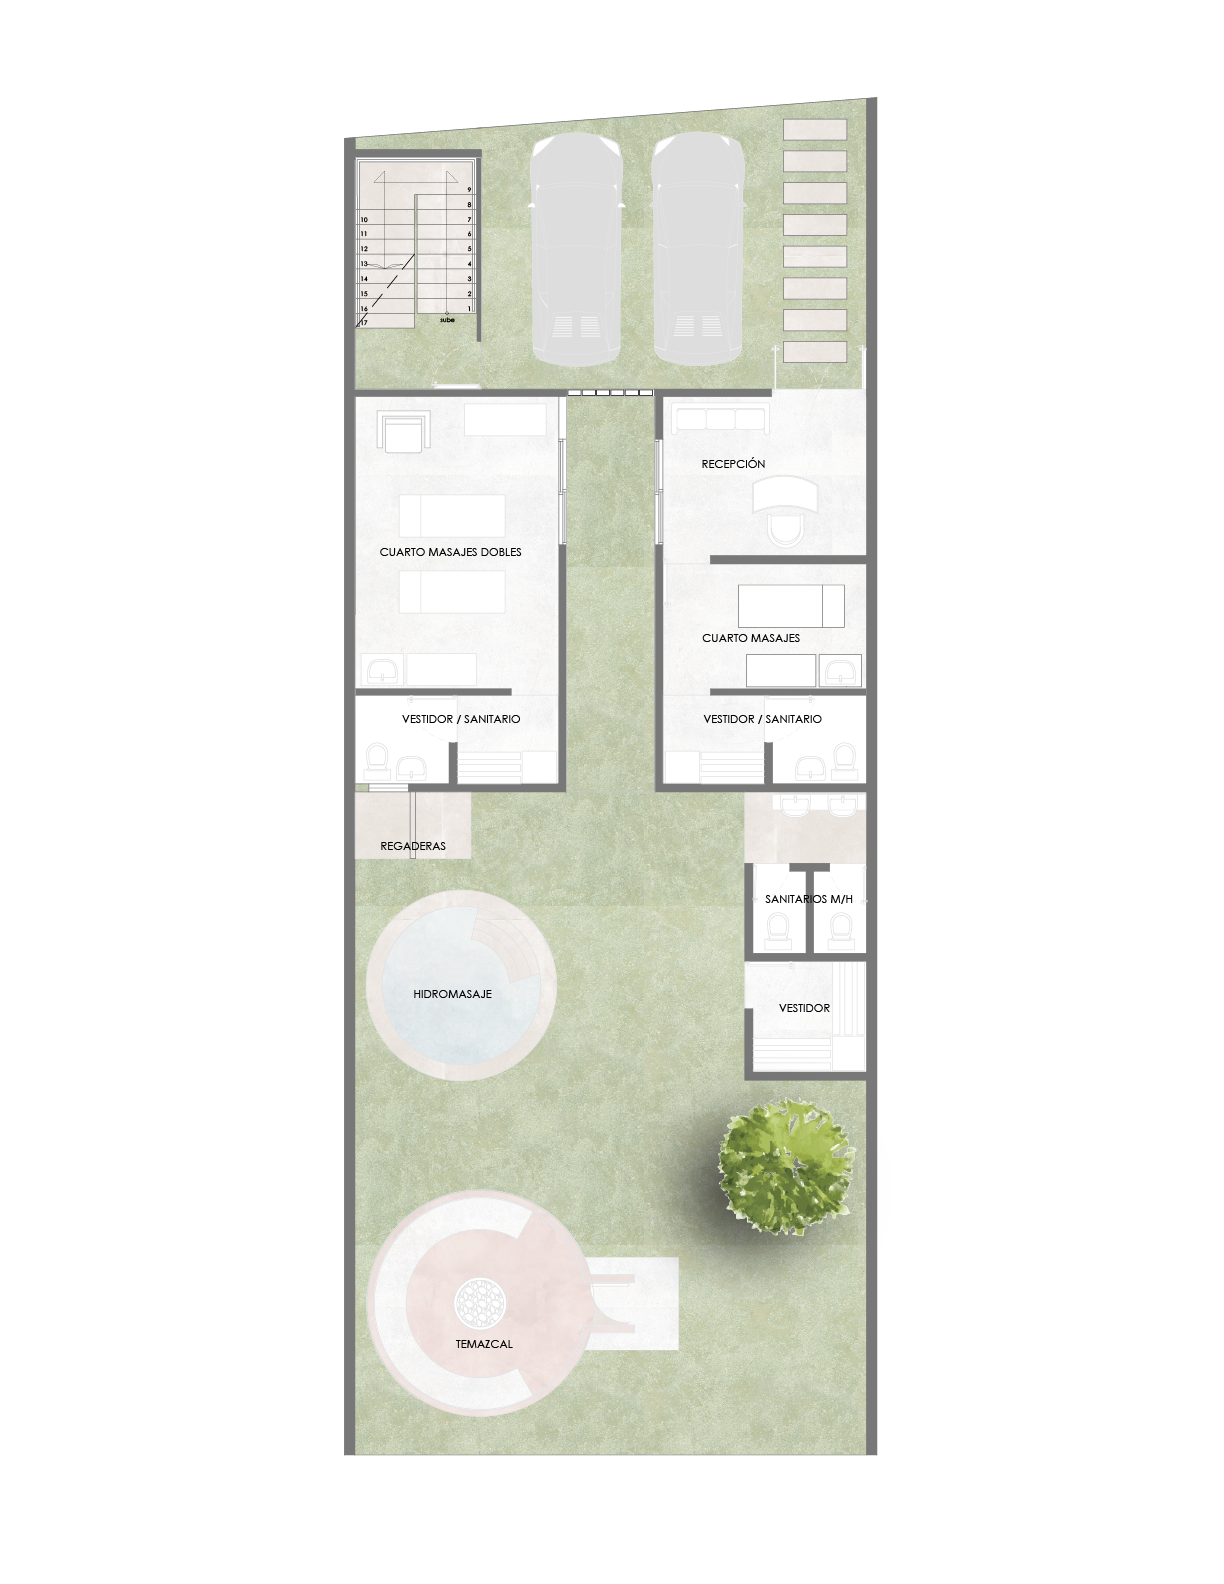 9
8
10 7
11 6
12 5
13 4
14 3
15 2
16 1
17 sube
RECEPCIÓN
CUARTO MASAJES DOBLES
CUARTO MASAJES
VESTIDOR / SANITARIO
VESTIDOR / SANITARIO
REGADERAS
SANITARIOS M/H
HIDROMASAJE
VESTIDOR
TEMAZCAL